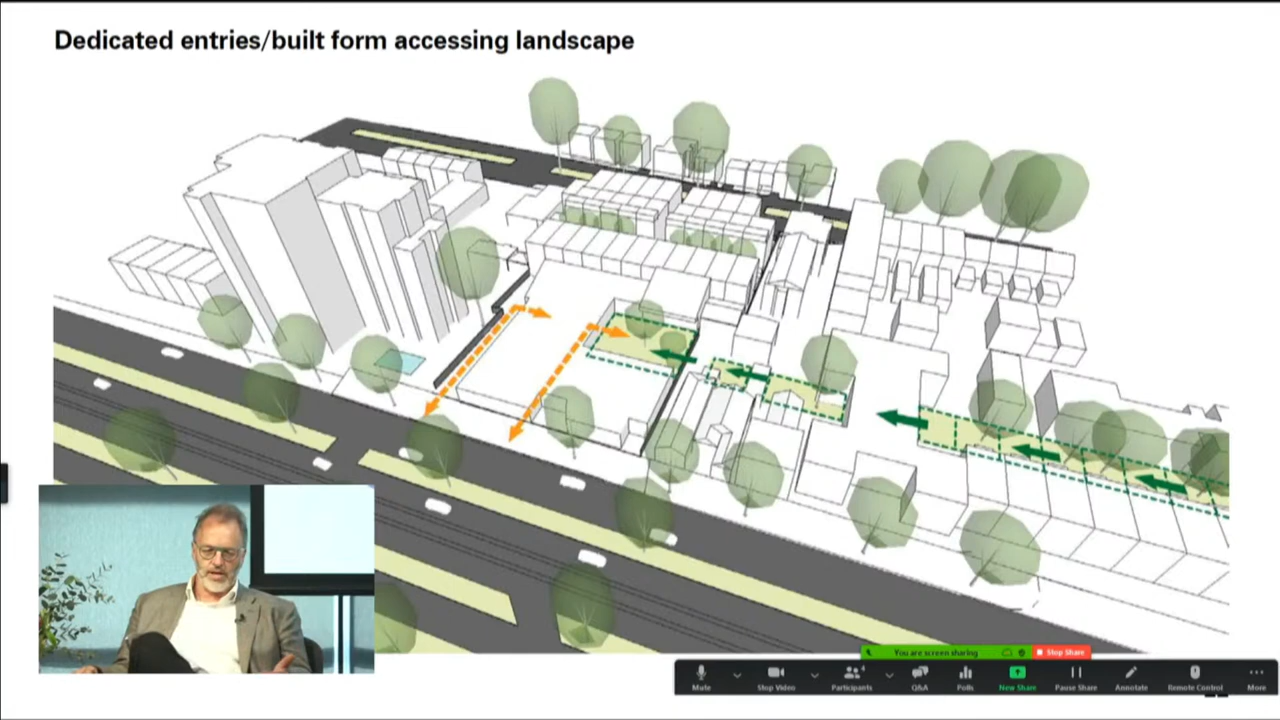 Dedicated entries/built form accessing landscape
You are screen sharing
Stop Share
Mute
Stop Video
Participants
4
Q&A
Polls
New Share
Pause Share
Annotate
Remote Control
More